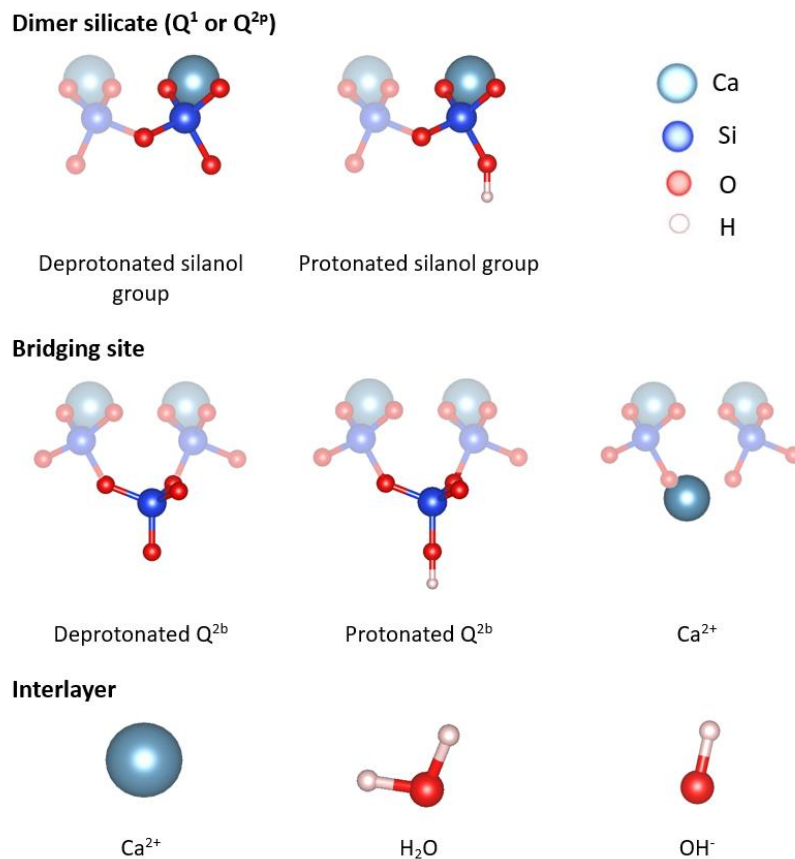 Dimer silicate (Q¹ or Q²ᵖ)
Ca
Si
O
H
Deprotonated silanol
group
Protonated silanol group
Bridging site
Deprotonated Q²ᵇ
Protonated Q²ᵇ
Ca²⁺
Interlayer
Ca²⁺
H₂O
OH⁻